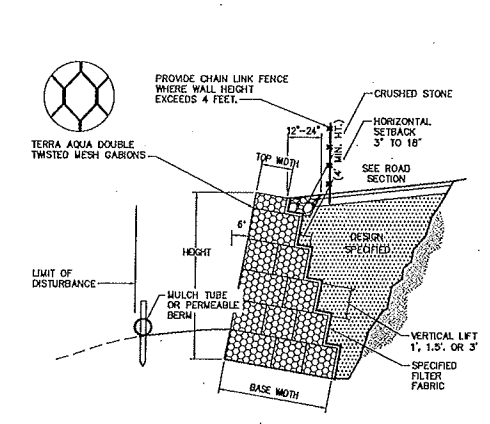 PROVIDE CHAIN LINK FENCE
WHERE WALL HEIGHT
EXCEEDS 4 FEET.
CRUSHED STONE
12"-24"
(4' MIN. HT.)
HORIZONTAL
SETBACK
3" TO 18"
TERRA AQUA DOUBLE
TWISTED MESH GABIONS
TOP WIDTH
SEE ROAD
SECTION
6°
DESIGN
SPECIFIED
HEIGHT
LIMIT OF
DISTURBANCE
MULCH TUBE
OR PERMEABLE
BERM
VERTICAL LIFT
1', 1.5'. OR 3'
SPECIFIED
FILTER
FABRIC
BASE WIDTH